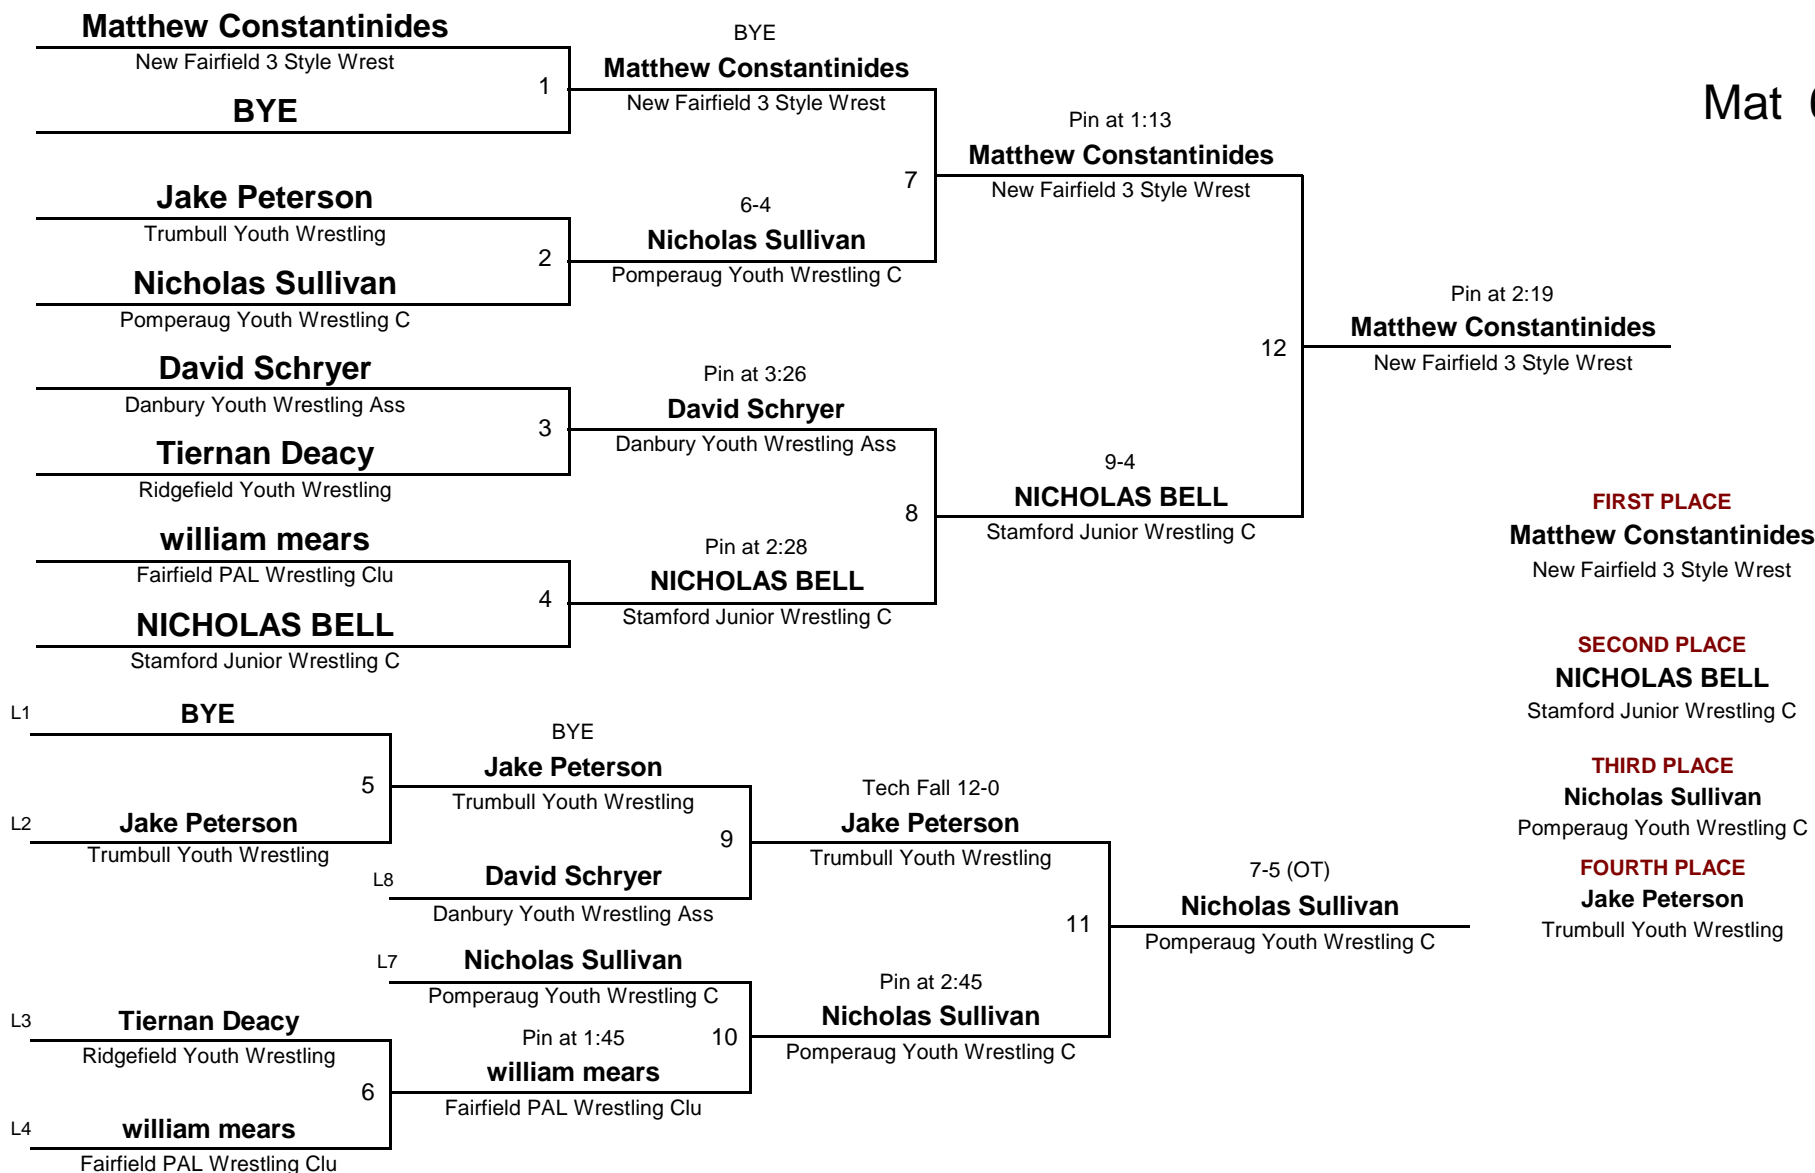 Matthew Constantinides
New Fairfield 3 Style Wrest
1
BYE
Jake Peterson
Trumbull Youth Wrestling
2
Nicholas Sullivan
Pomperaug Youth Wrestling C
David Schryer
Danbury Youth Wrestling Ass
3
Tiernan Deacy
Ridgefield Youth Wrestling
william mears
Fairfield PAL Wrestling Clu
4
NICHOLAS BELL
Stamford Junior Wrestling C
BYE
Matthew Constantinides
New Fairfield 3 Style Wrest
7
6-4
Nicholas Sullivan
Pomperaug Youth Wrestling C
Pin at 3:26
David Schryer
Danbury Youth Wrestling Ass
8
Pin at 2:28
NICHOLAS BELL
Stamford Junior Wrestling C
Pin at 1:13
Matthew Constantinides
New Fairfield 3 Style Wrest
12
9-4
NICHOLAS BELL
Stamford Junior Wrestling C
Pin at 2:19
Matthew Constantinides
New Fairfield 3 Style Wrest
Mat
FIRST PLACE
Matthew Constantinides
New Fairfield 3 Style Wrest
SECOND PLACE
NICHOLAS BELL
Stamford Junior Wrestling C
THIRD PLACE
Nicholas Sullivan
Pomperaug Youth Wrestling C
FOURTH PLACE
Jake Peterson
Trumbull Youth Wrestling
L1
BYE
5
L2
Jake Peterson
Trumbull Youth Wrestling
L3
Tiernan Deacy
Ridgefield Youth Wrestling
6
L4
william mears
Fairfield PAL Wrestling Clu
BYE
Jake Peterson
Trumbull Youth Wrestling
9
L8
David Schryer
Danbury Youth Wrestling Ass
L7
Nicholas Sullivan
Pomperaug Youth Wrestling C
10
Pin at 1:45
william mears
Fairfield PAL Wrestling Clu
Tech Fall 12-0
Jake Peterson
Trumbull Youth Wrestling
11
Pin at 2:45
Nicholas Sullivan
Pomperaug Youth Wrestling C
7-5 (OT)
Nicholas Sullivan
Pomperaug Youth Wrestling C